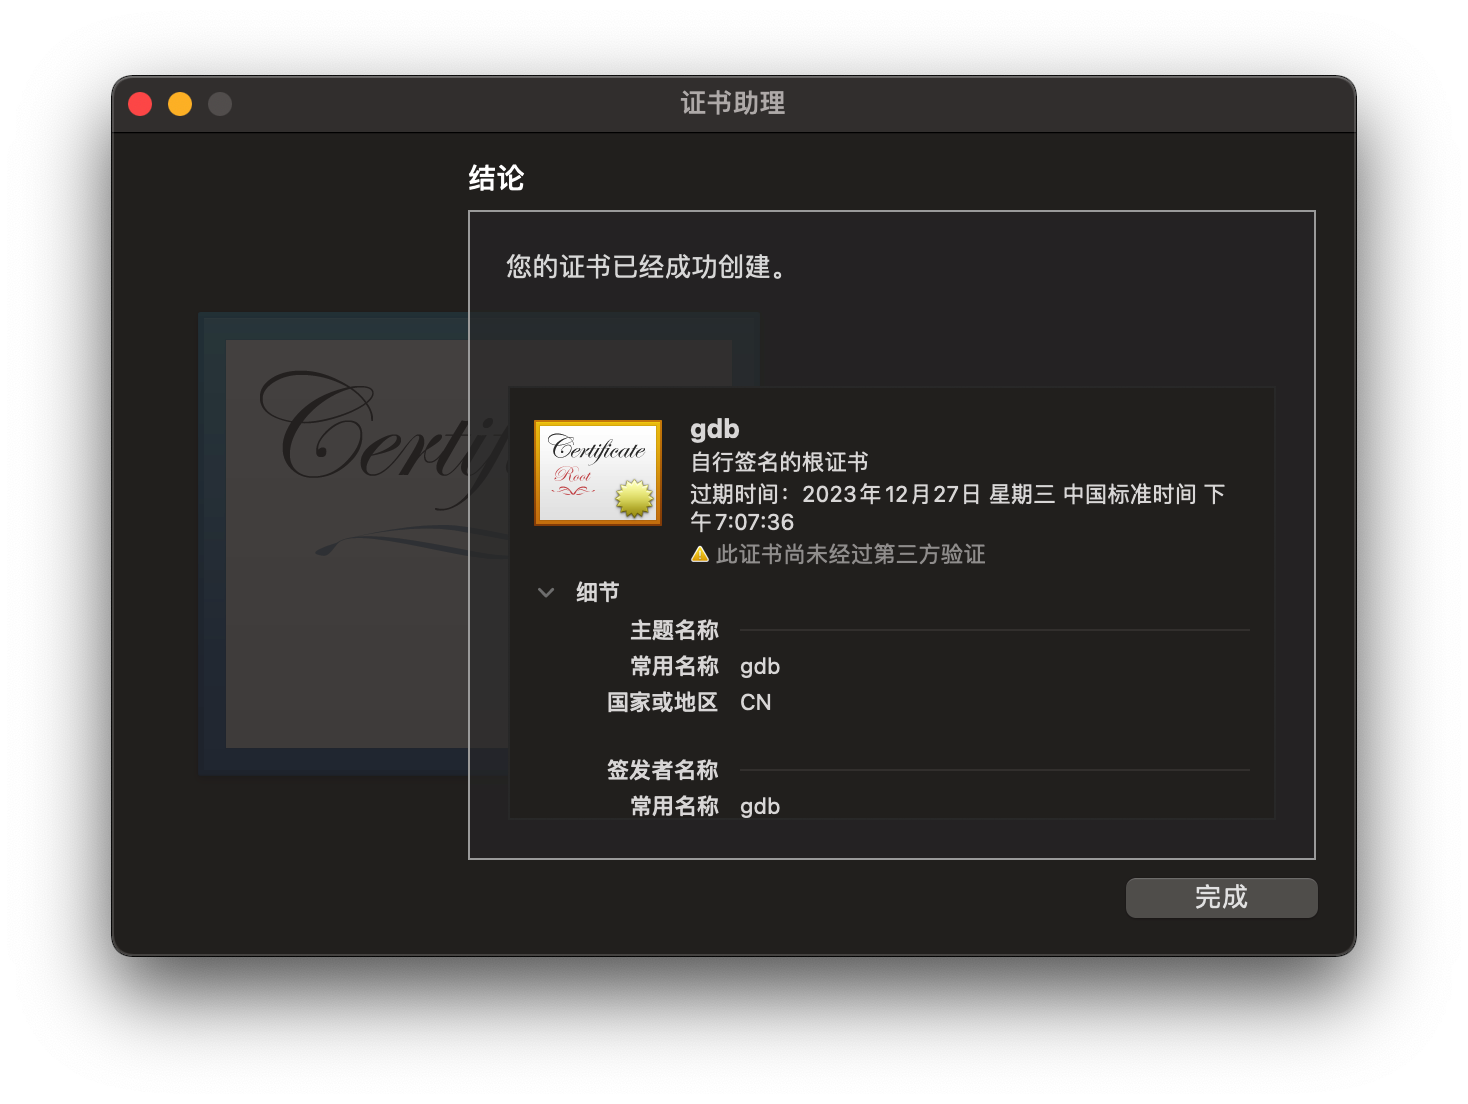 证书助理
结论
您的证书已经成功创建。
Certif
Certificate
Root
gdb
自行签名的根证书
过期时间：2023年12月27日 星期三 中国标准时间 下
午7:07:36
此证书尚未经过第三方验证
细节
主题名称
常用名称 gdb
国家或地区 CN
签发者名称
常用名称 gdb
完成